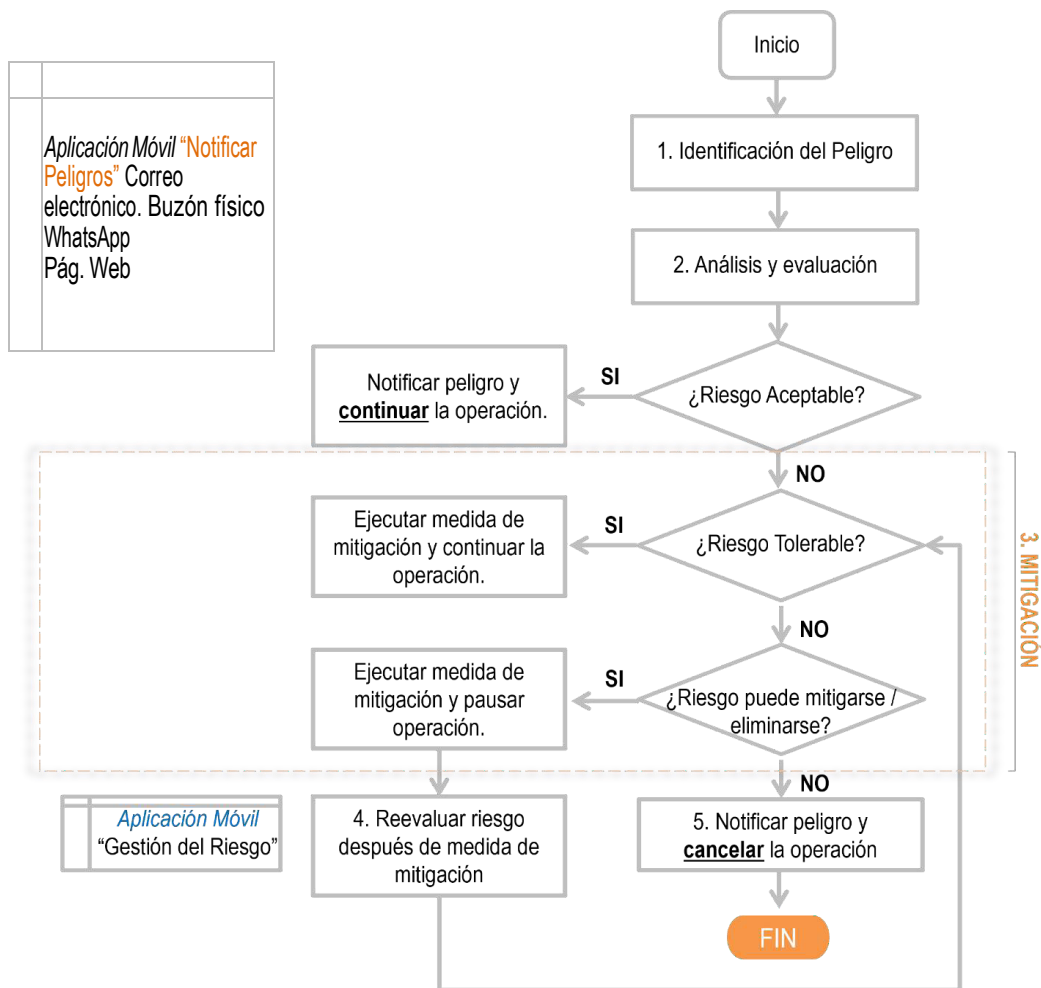 Inicio
Aplicación Móvil “Notificar
Peligros” Correo
electrónico. Buzón físico
WhatsApp
Pág. Web
1. Identificación del Peligro
2. Análisis y evaluación
¿Riesgo Aceptable?
SI
Notificar peligro y
continuar la operación.
NO
¿Riesgo Tolerable?
SI
Ejecutar medida de
mitigación y continuar la
operación.
NO
¿Riesgo puede mitigarse /
eliminarse?
SI
Ejecutar medida de
mitigación y pausar
operación.
3. MITIGACIÓN
NO
Aplicación Móvil
“Gestión del Riesgo”
4. Reevaluar riesgo
después de medida de
mitigación
5. Notificar peligro y
cancelar la operación
FIN